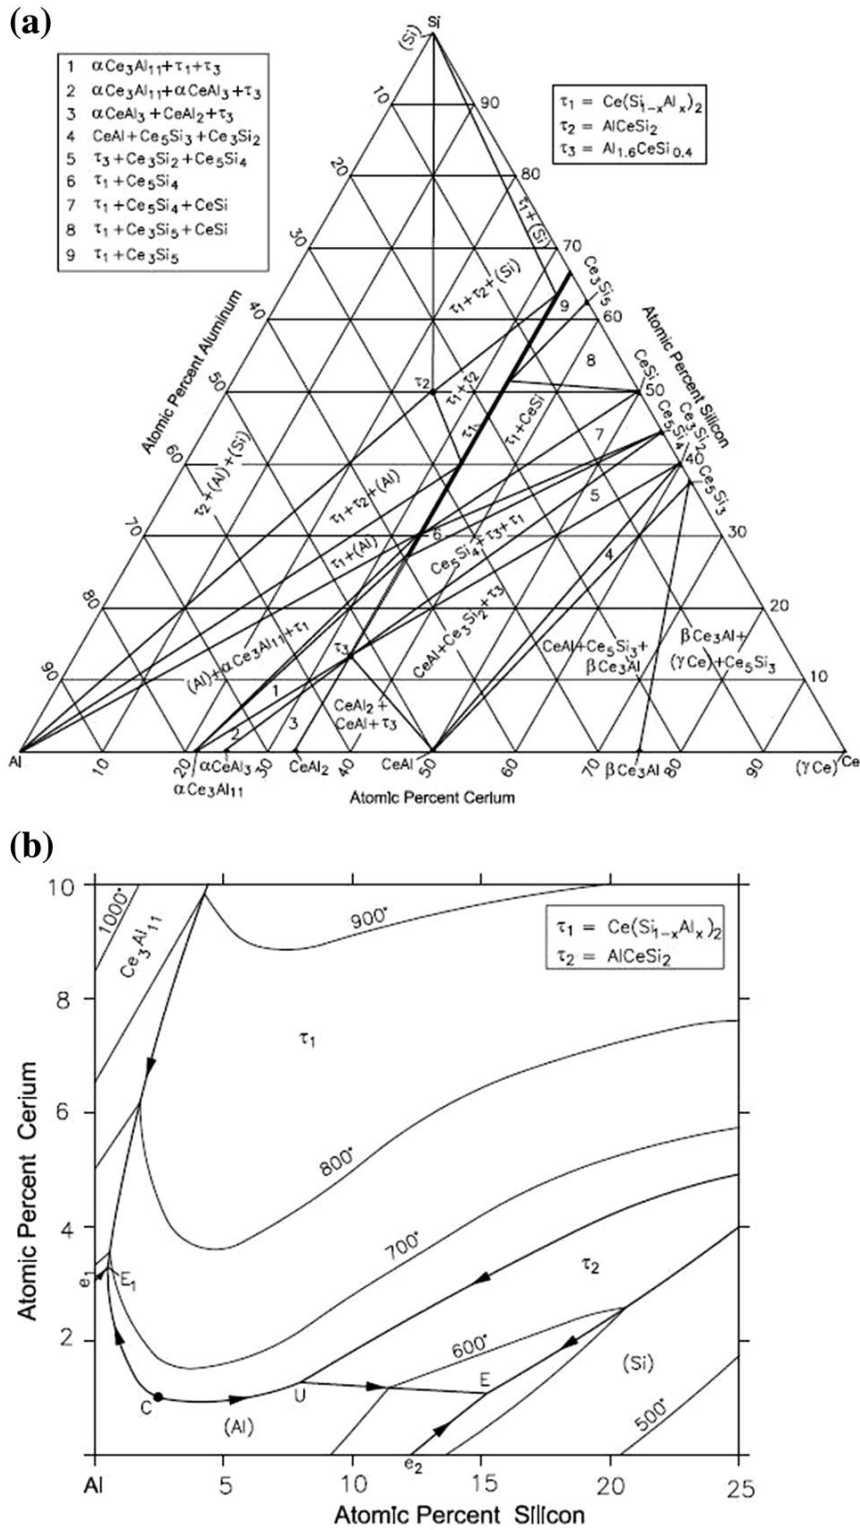 (a)
Si
(Si)
1 αCe3Al11+τ1+τ3
2 αCe3Al11+αCeAl3+τ3
3 αCeAl3+CeAl2+τ3
4 CeAl+Ce5Si3+Ce3Si2
5 τ3+Ce3Si2+Ce5Si4
6 τ1+Ce5Si4
7 τ1+Ce5Si4+CeSi
8 τ1+Ce3Si5+CeSi
9 τ1+Ce3Si5
τ1 = Ce(Si1-xAlx)2
τ2 = AlCeSi2
τ3 = Al1.6CeSi0.4
10
90
20
80
30
70
40
60
50
50
60
40
70
30
80
20
90
10
Atomic Percent Aluminum
Atomic Percent Silicon
τ1+(Si)
τ1+τ2+(Si)
Ce3Si5
9
8
CeSi
τ2
τ1+τ2
τ1
τ1+CeSi
7
Ce5Si4
Ce3Si2
Ce5Si3
τ2+(Al)+(Si)
τ1+τ2+(Al)
τ1+(Al)
6
5
4
Ce5Si4+τ3+τ1
CeAl+Ce3Si2+τ3
(Al)+αCe3Al11+τ1
τ3
1
2
3
CeAl2+
CeAl+τ3
CeAl+Ce5Si3+
βCe3Al
βCe3Al+
(γCe)+Ce5Si3
Al
10
20
30
40
50
60
70
80
90
Ce
αCe3Al11
αCeAl3
CeAl2
CeAl
βCe3Al
(γCe)
Atomic Percent Cerium
(b)
10
8
6
4
2
Atomic Percent Cerium
1000°
Ce3Al11
900°
τ1 = Ce(Si1-xAlx)2
τ2 = AlCeSi2
τ1
800°
700°
τ2
e1
E1
600°
(Si)
C
U
E
(Al)
e2
500°
Al
5
10
15
20
25
Atomic Percent Silicon